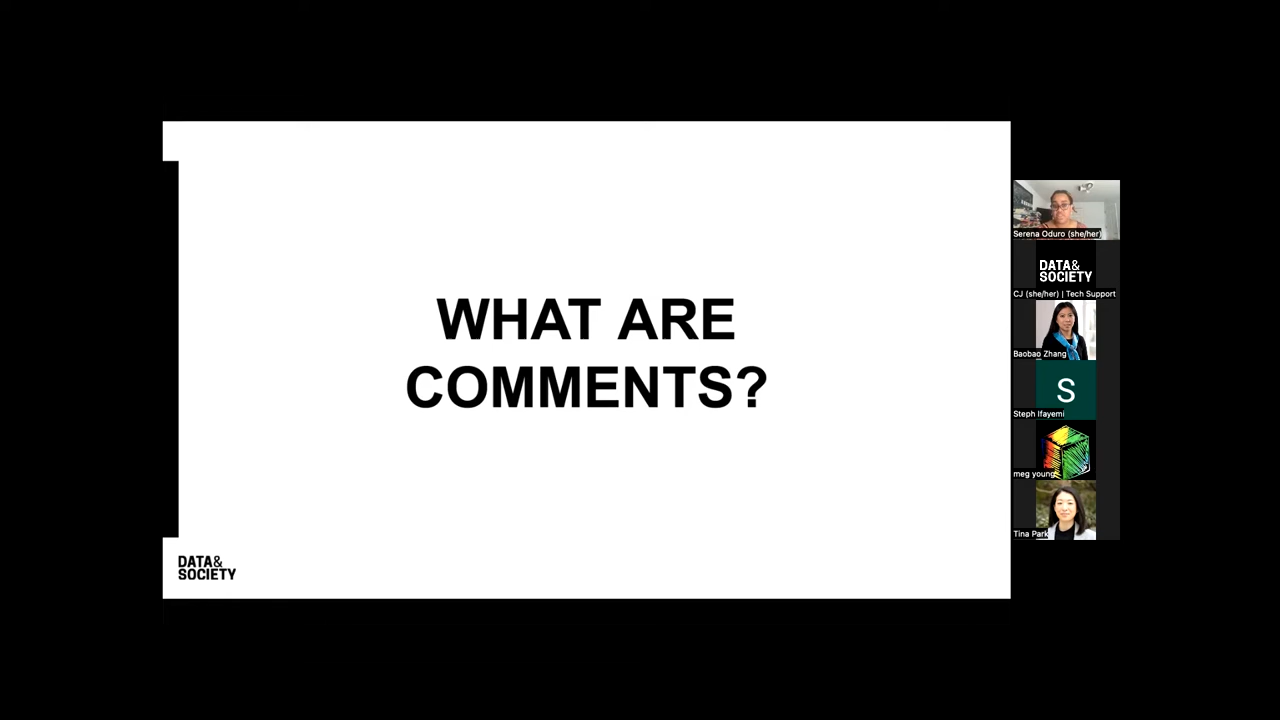 WHAT ARE
COMMENTS?
DATA&
SOCIETY
Serena Oduro (she/her)
DATA&
SOCIETY
CJ (she/her) | Tech Support
Baobao Zhang
S
Steph Ifayemi
meg young
Tina Park